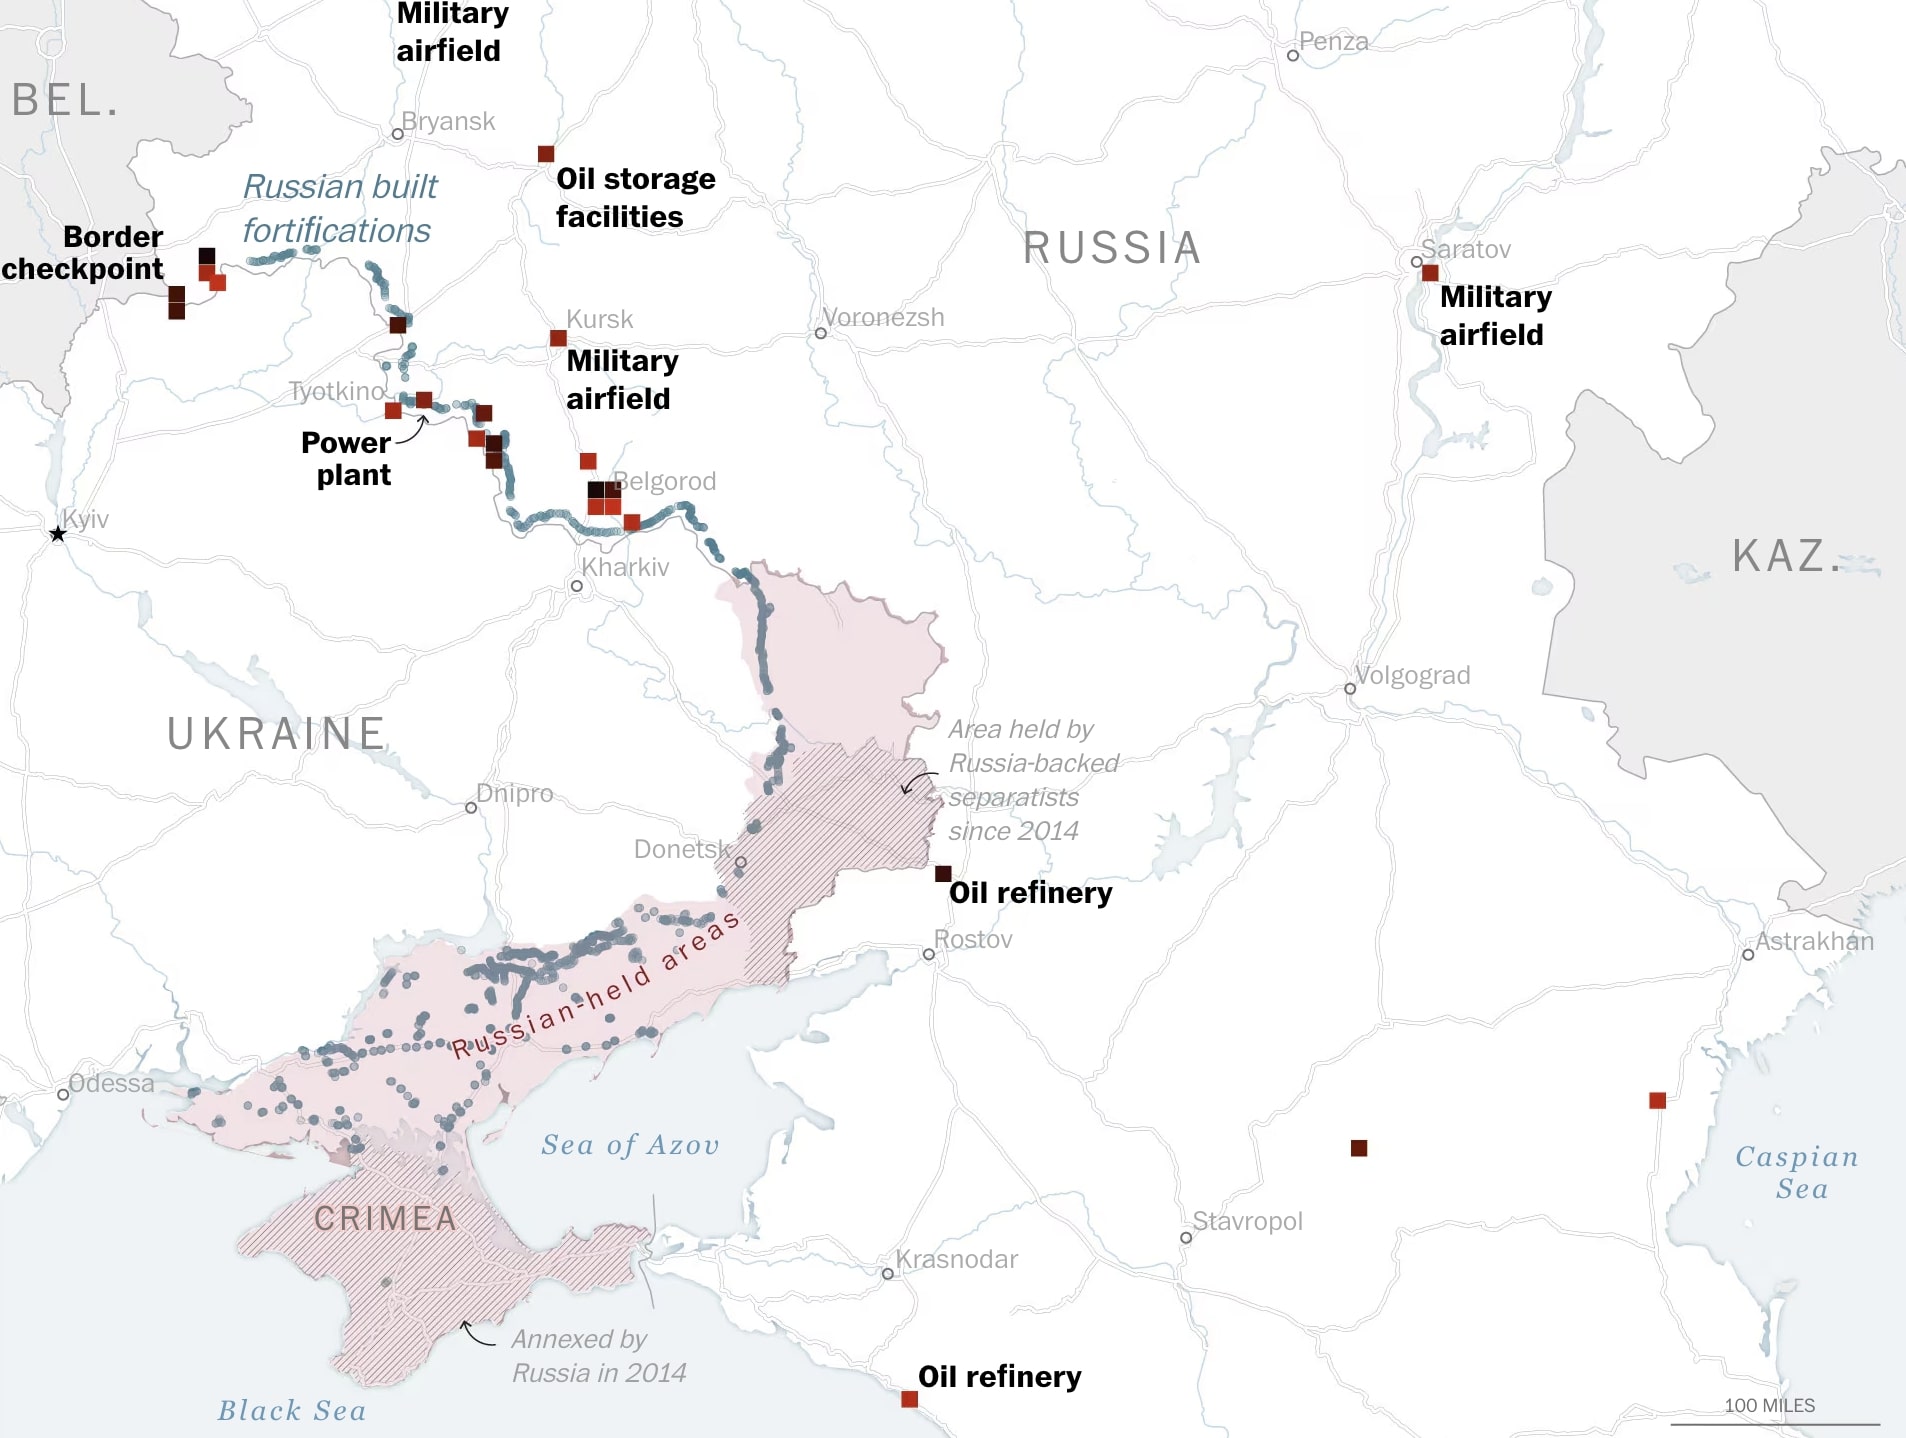 Military
airfield
Penza
BEL.
Bryansk
Oil storage
facilities
Russian built
fortifications
Border
checkpoint
RUSSIA
Saratov
Military
airfield
Kursk
Voronezsh
Military
airfield
Tyotkino
Power
plant
Belgorod
Kyiv
KAZ.
Kharkiv
Volgograd
UKRAINE
Area held by
Russia-backed
separatists
since 2014
Dnipro
Donetsk
Oil refinery
Rostov
Astrakhan
Russian-held areas
Odessa
Sea of Azov
Caspian
Sea
CRIMEA
Stavropol
Krasnodar
Annexed by
Russia in 2014
Oil refinery
Black Sea
100 MILES